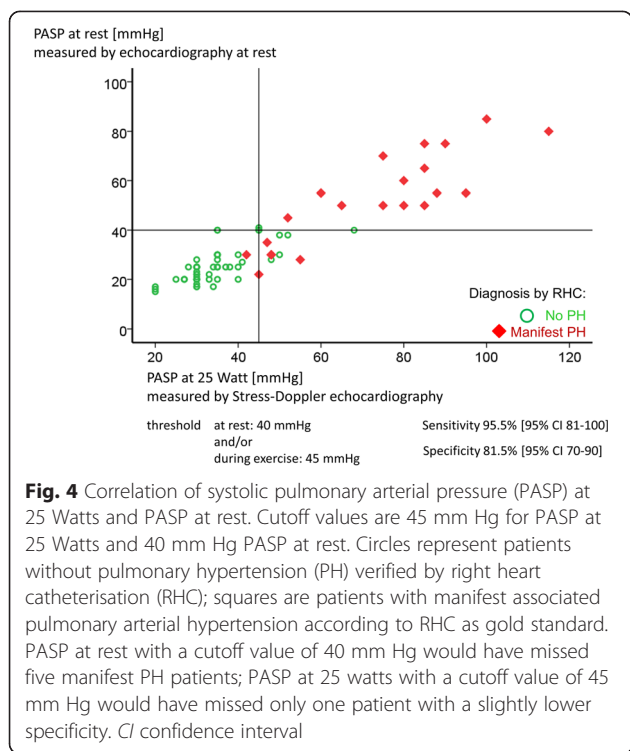 PASP at rest [mmHg]
measured by echocardiography at rest
100
80
60
40
20
0
20 40 60 80 100 120
Diagnosis by RHC:
No PH
Manifest PH
PASP at 25 Watt [mmHg]
measured by Stress-Doppler echocardiography
threshold at rest: 40 mmHg
and/or
during exercise: 45 mmHg
Sensitivity 95.5% [95% CI 81-100]
Specificity 81.5% [95% CI 70-90]
Fig. 4 Correlation of systolic pulmonary arterial pressure (PASP) at
25 Watts and PASP at rest. Cutoff values are 45 mm Hg for PASP at
25 Watts and 40 mm Hg PASP at rest. Circles represent patients
without pulmonary hypertension (PH) verified by right heart
catheterisation (RHC); squares are patients with manifest associated
pulmonary arterial hypertension according to RHC as gold standard.
PASP at rest with a cutoff value of 40 mm Hg would have missed
five manifest PH patients; PASP at 25 watts with a cutoff value of 45
mm Hg would have missed only one patient with a slightly lower
specificity. CI confidence interval